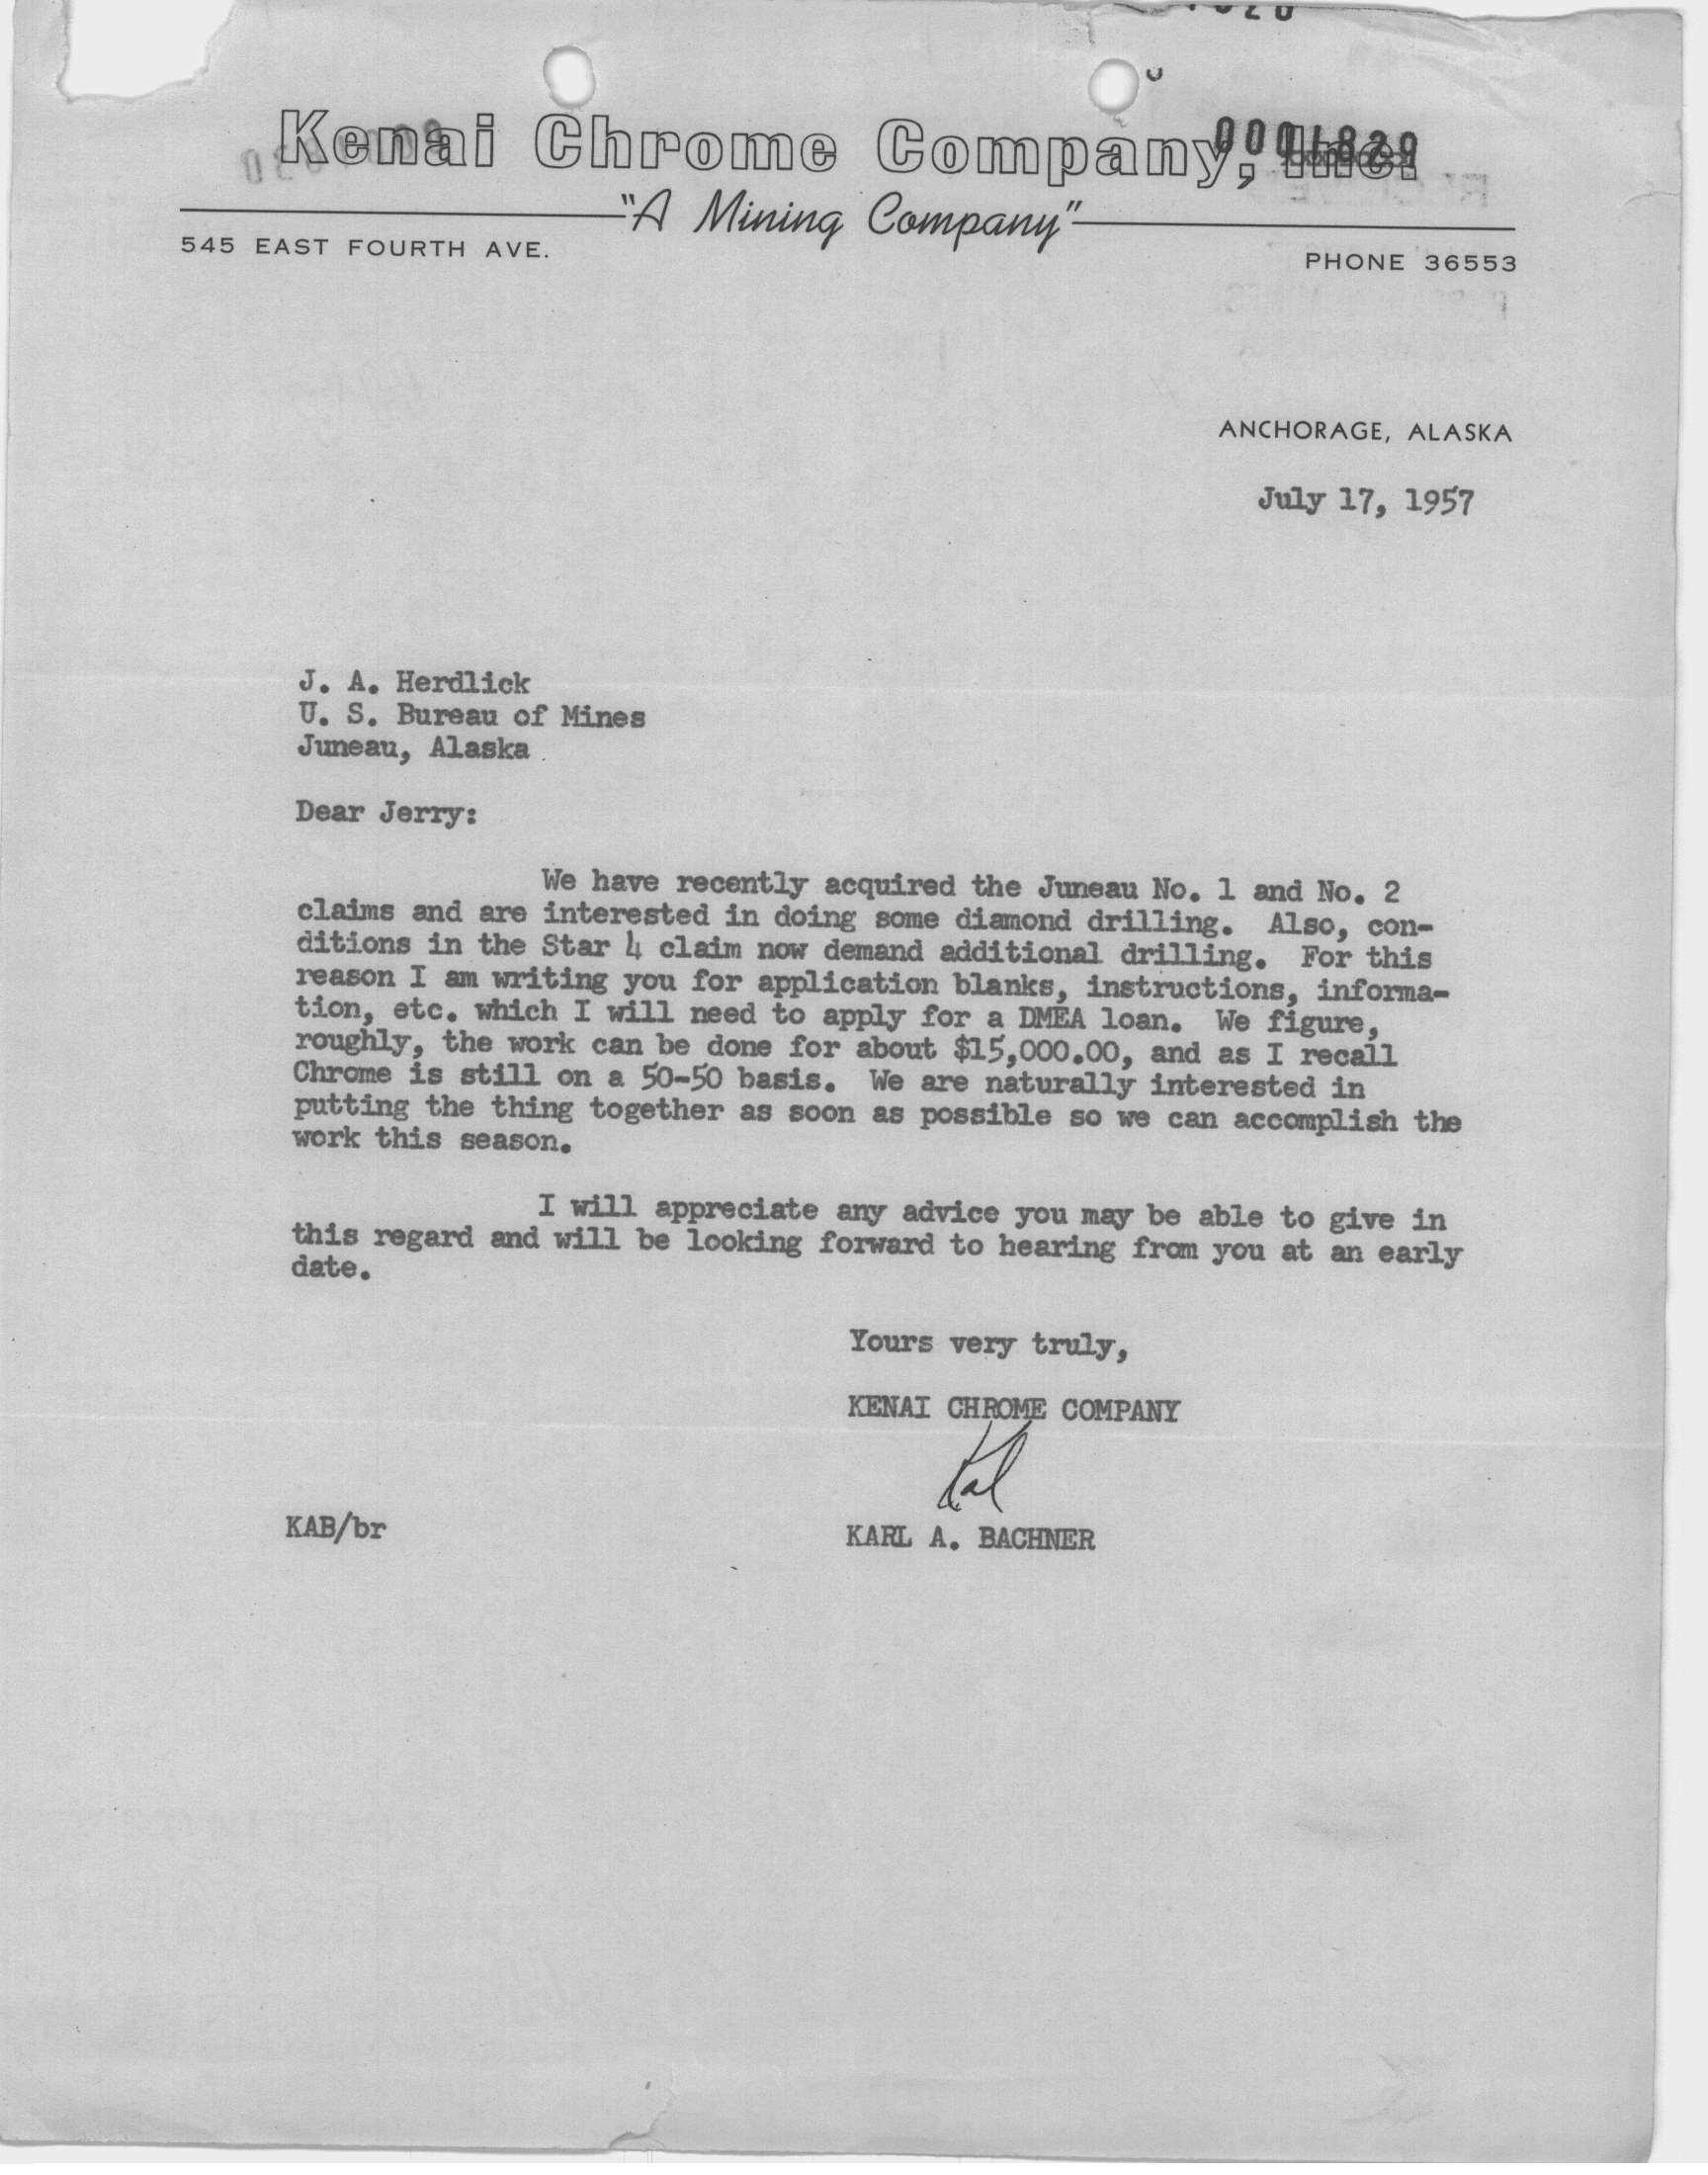 Kenai Chrome Company, Inc.
0001829
"A Mining Company"
545 EAST FOURTH AVE.
PHONE 36553
ANCHORAGE, ALASKA
July 17, 1957
J. A. Herdlick
U. S. Bureau of Mines
Juneau, Alaska
Dear Jerry:
We have recently acquired the Juneau No. 1 and No. 2
claims and are interested in doing some diamond drilling. Also, con-
ditions in the Star 4 claim now demand additional drilling. For this
reason I am writing you for application blanks, instructions, informa-
tion, etc. which I will need to apply for a DMEA loan. We figure,
roughly, the work can be done for about $15,000.00, and as I recall
Chrome is still on a 50-50 basis. We are naturally interested in
putting the thing together as soon as possible so we can accomplish the
work this season.
I will appreciate any advice you may be able to give in
this regard and will be looking forward to hearing from you at an early
date.
Yours very truly,
KENAI CHROME COMPANY
Kal
KARL A. BACHNER
KAB/br